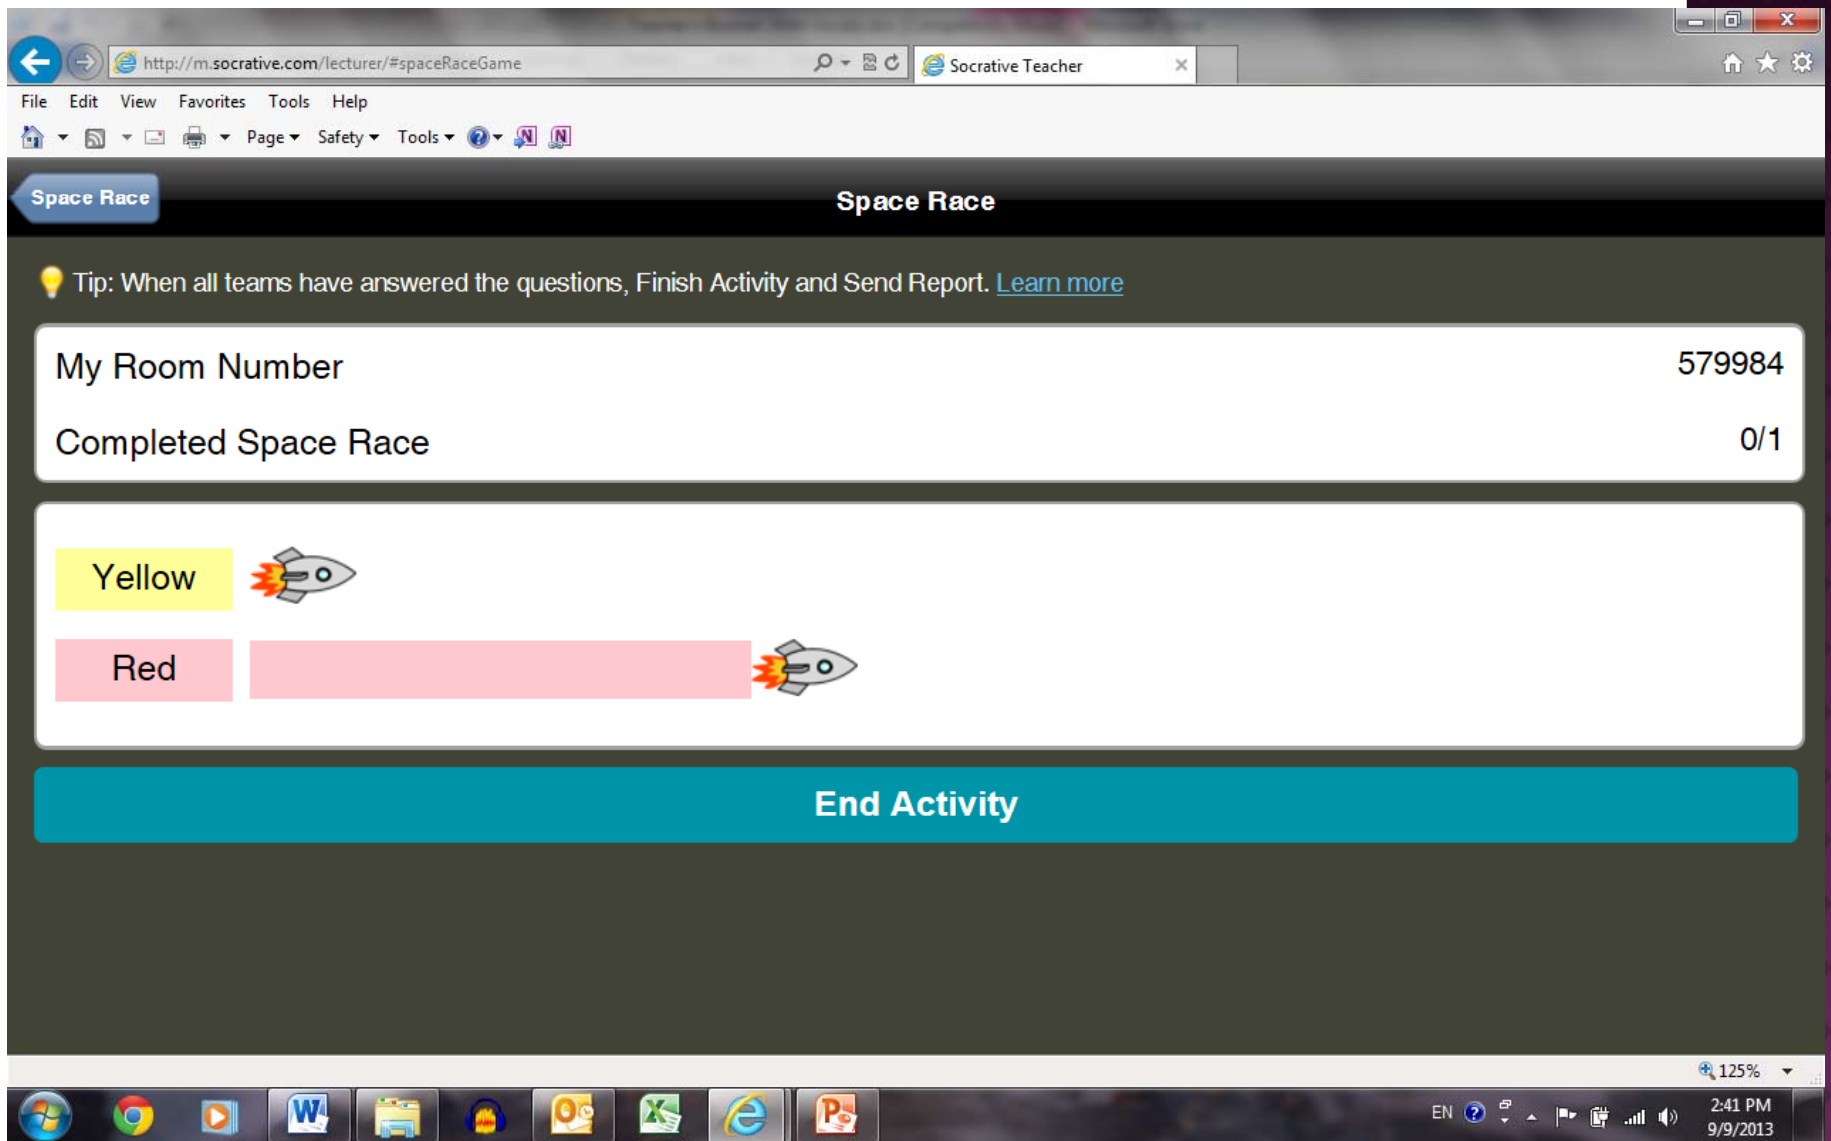 http://m.socrative.com/lecturer/#spaceRaceGame
Socrative Teacher
File Edit View Favorites Tools Help
Page Safety Tools
Space Race
Space Race
Tip: When all teams have answered the questions, Finish Activity and Send Report. Learn more
My Room Number 579984
Completed Space Race 0/1
Yellow
Red
End Activity
125%
EN
2:41 PM
9/9/2013